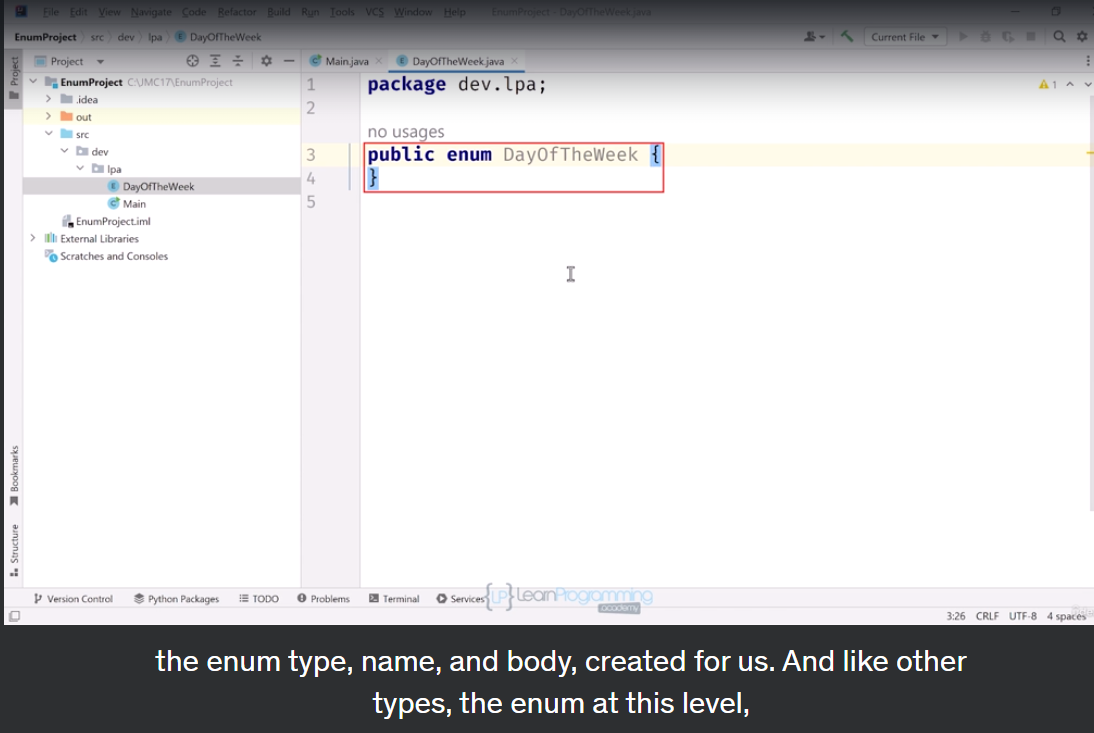 File Edit View Navigate Code Refactor Build Run Tools VCS Window Help EnumProject - DayOfTheWeek.java
EnumProject src dev lpa DayOfTheWeek Current File
Project Project Main.java DayOfTheWeek.java
EnumProject C:\JMC17\EnumProject
.idea
out
src
dev
lpa
DayOfTheWeek
Main
EnumProject.iml
External Libraries
Scratches and Consoles
1 package dev.lpa; 1
2
no usages
3 public enum DayOfTheWeek {
4 }
5
Bookmarks
Structure
Version Control Python Packages TODO Problems Terminal Services
{LP} LearnProgramming
academy
3:26 CRLF UTF-8 4 spaces
the enum type, name, and body, created for us. And like other
types, the enum at this level,